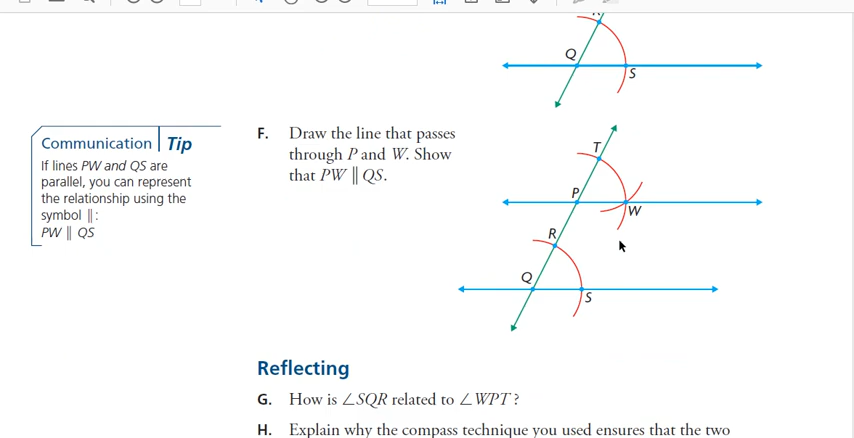 Q
S
Communication Tip
If lines PW and QS are
parallel, you can represent
the relationship using the
symbol ∥:
PW ∥ QS
F. Draw the line that passes
through P and W. Show
that PW ∥ QS.
T
P
W
R
Q
S
Reflecting
G. How is ∠SQR related to ∠WPT?
H. Explain why the compass technique you used ensures that the two